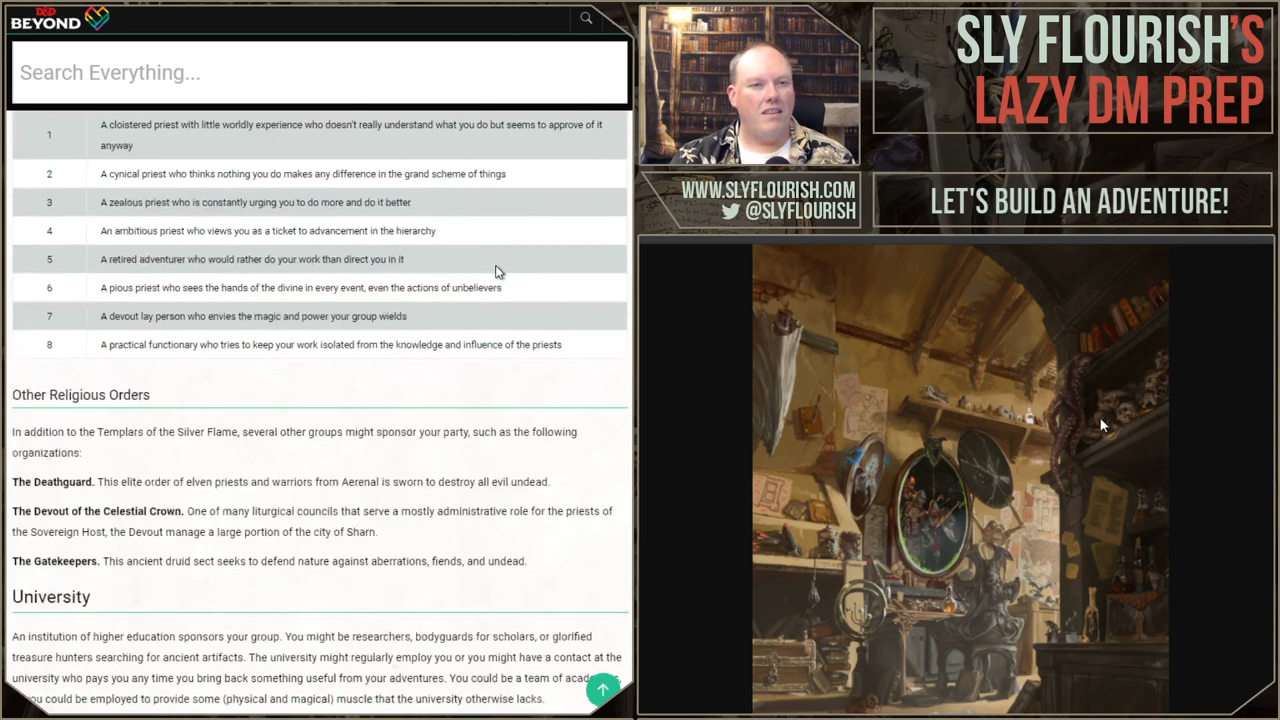 D&D
BEYOND
Search Everything...
1 A cloistered priest with little worldly experience who doesn't really understand what you do but seems to approve of it
anyway
2 A cynical priest who thinks nothing you do makes any difference in the grand scheme of things
3 A zealous priest who is constantly urging you to do more and do it better
4 An ambitious priest who views you as a ticket to advancement in the hierarchy
5 A retired adventurer who would rather do your work than direct you in it
6 A pious priest who sees the hands of the divine in every event, even the actions of unbelievers
7 A devout lay person who envies the magic and power your group wields
8 A practical functionary who tries to keep your work isolated from the knowledge and influence of the priests
Other Religious Orders
In addition to the Templars of the Silver Flame, several other groups might sponsor your party, such as the following
organizations:
The Deathguard. This elite order of elven priests and warriors from Aerenal is sworn to destroy all evil undead.
The Devout of the Celestial Crown. One of many liturgical councils that serve a mostly administrative role for the priests of
the Sovereign Host, the Devout manage a large portion of the city of Sharn.
The Gatekeepers. This ancient druid sect seeks to defend nature against aberrations, fiends, and undead.
University
An institution of higher education sponsors your group. You might be researchers, bodyguards for scholars, or glorified
treasure hunters searching for ancient artifacts. The university might regularly employ you or you might have a contact at the
university who pays you any time you bring back something useful from your adventures. You could be a team of
you could be employed to provide some (physical and magical) muscle that the university otherwise lacks.
SLY FLOURISH'S
LAZY DM PREP
WWW.SLYFLOURISH.COM
@SLYFLOURISH
LET'S BUILD AN ADVENTURE!